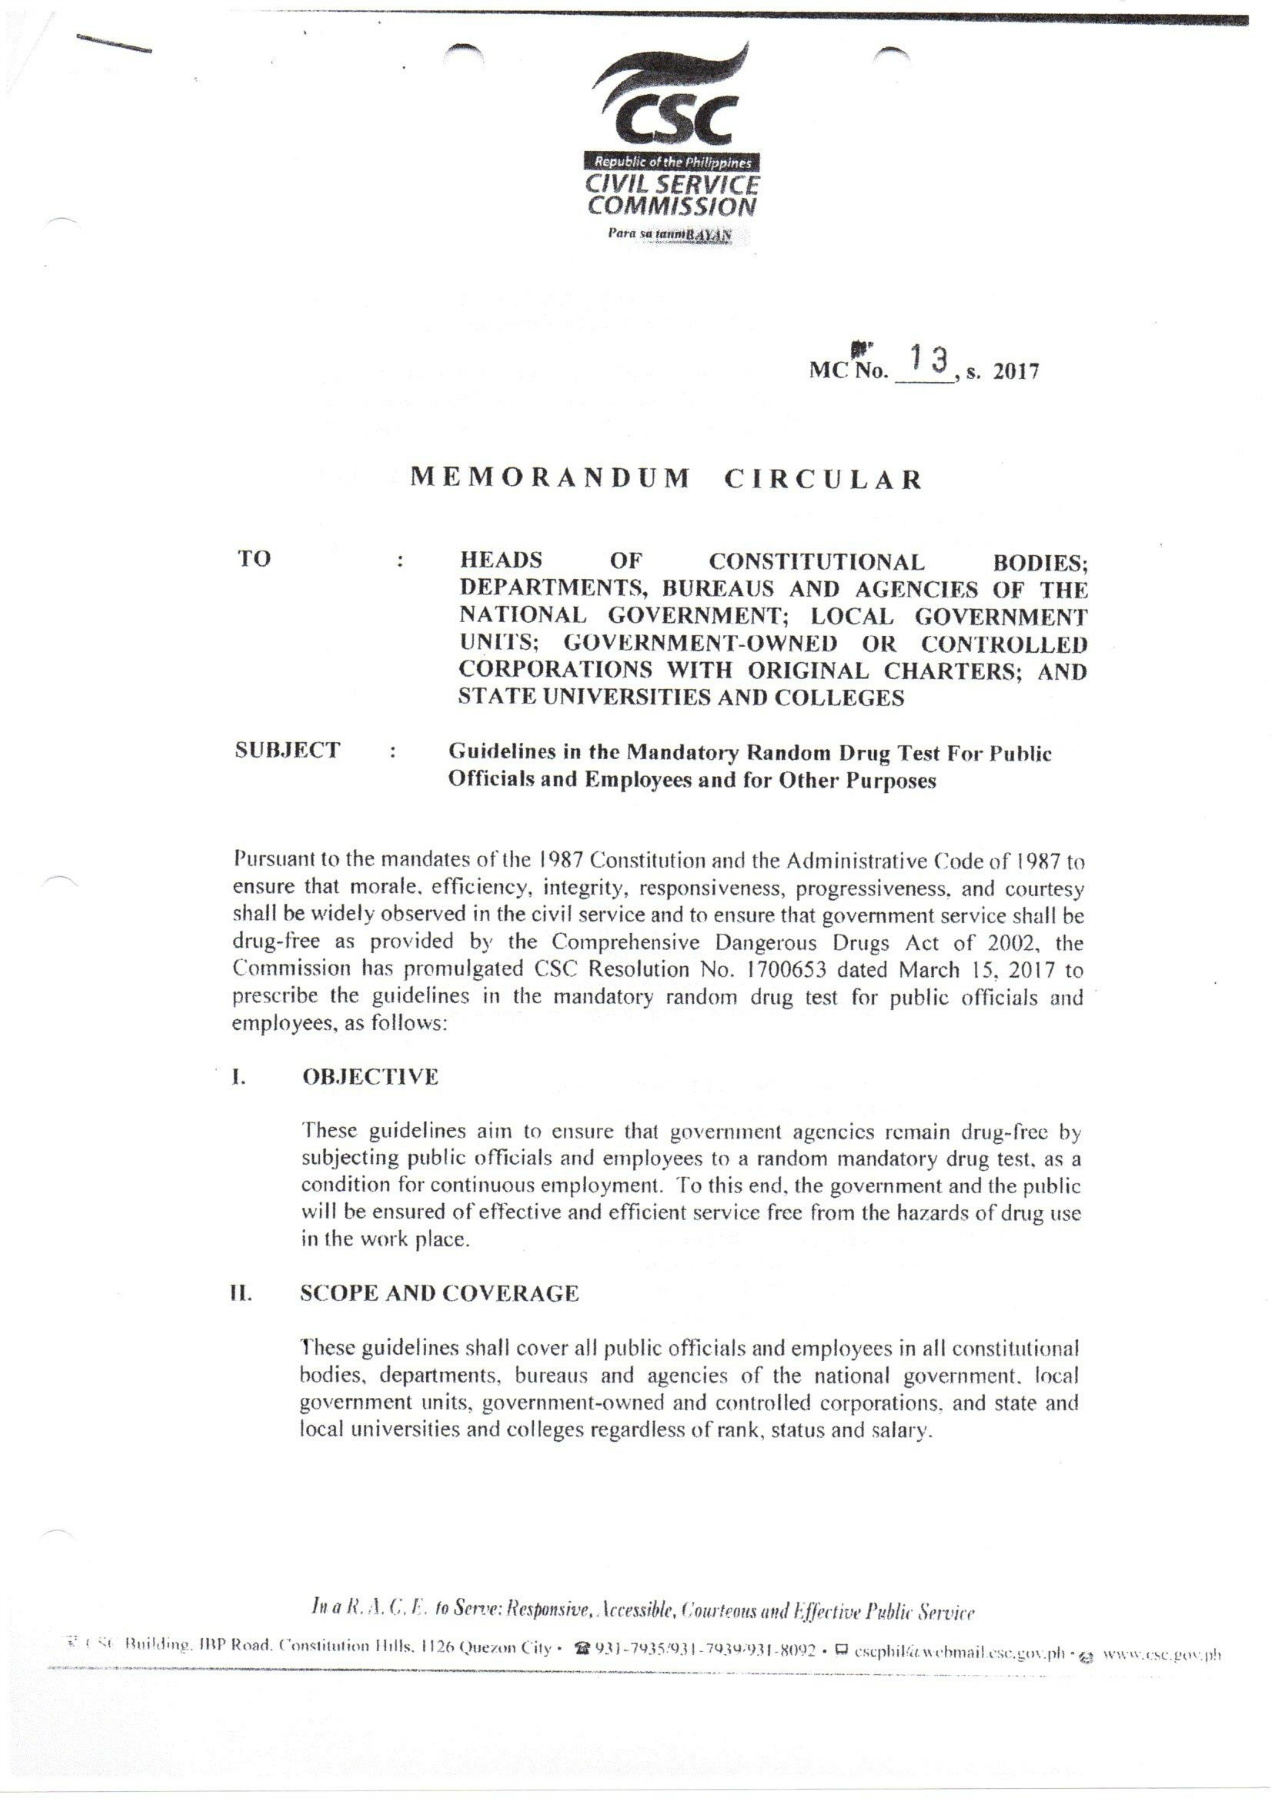 CSC
Republic of the Philippines
CIVIL SERVICE
COMMISSION
Para sa taumBAYAN
MC No. 13, s. 2017
MEMORANDUM CIRCULAR
TO : HEADS OF CONSTITUTIONAL BODIES;
DEPARTMENTS, BUREAUS AND AGENCIES OF THE
NATIONAL GOVERNMENT; LOCAL GOVERNMENT
UNITS; GOVERNMENT-OWNED OR CONTROLLED
CORPORATIONS WITH ORIGINAL CHARTERS; AND
STATE UNIVERSITIES AND COLLEGES
SUBJECT : Guidelines in the Mandatory Random Drug Test For Public
Officials and Employees and for Other Purposes
Pursuant to the mandates of the 1987 Constitution and the Administrative Code of 1987 to
ensure that morale, efficiency, integrity, responsiveness, progressiveness, and courtesy
shall be widely observed in the civil service and to ensure that government service shall be
drug-free as provided by the Comprehensive Dangerous Drugs Act of 2002, the
Commission has promulgated CSC Resolution No. 1700653 dated March 15, 2017 to
prescribe the guidelines in the mandatory random drug test for public officials and
employees, as follows:
I. OBJECTIVE
These guidelines aim to ensure that government agencies remain drug-free by
subjecting public officials and employees to a random mandatory drug test, as a
condition for continuous employment. To this end, the government and the public
will be ensured of effective and efficient service free from the hazards of drug use
in the work place.
II. SCOPE AND COVERAGE
These guidelines shall cover all public officials and employees in all constitutional
bodies, departments, bureaus and agencies of the national government, local
government units, government-owned and controlled corporations, and state and
local universities and colleges regardless of rank, status and salary.
In a R. A. C. E. to Serve: Responsive, Accessible, Courteous and Effective Public Service
CSC Building, IBP Road, Constitution Hills, 1126 Quezon City • ☎ 931-7935/931-7939/931-8092 • cscphil@webmail.csc.gov.ph • www.csc.gov.ph